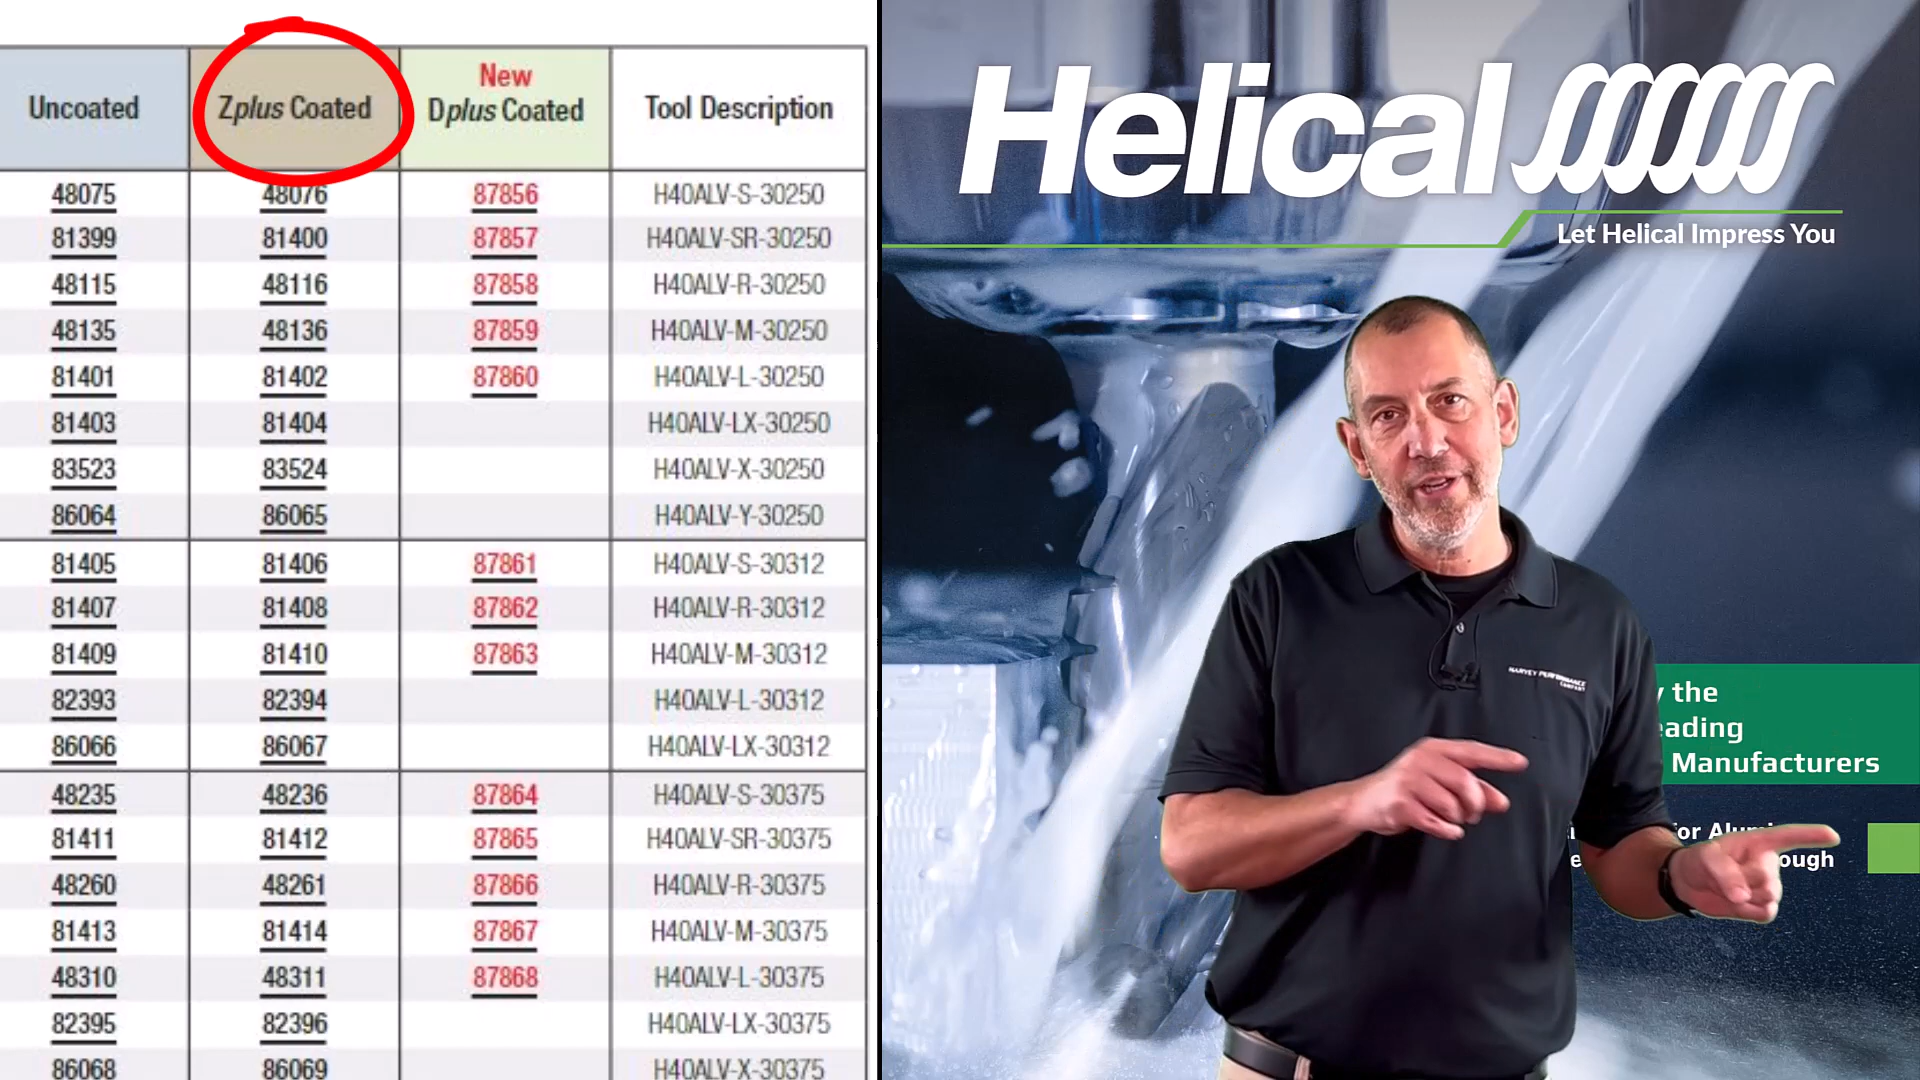 Uncoated Zplus Coated New Dplus Coated Tool Description
48075 48076 87856 H40ALV-S-30250
81399 81400 87857 H40ALV-SR-30250
48115 48116 87858 H40ALV-R-30250
48135 48136 87859 H40ALV-M-30250
81401 81402 87860 H40ALV-L-30250
81403 81404 H40ALV-LX-30250
83523 83524 H40ALV-X-30250
86064 86065 H40ALV-Y-30250
81405 81406 87861 H40ALV-S-30312
81407 81408 87862 H40ALV-R-30312
81409 81410 87863 H40ALV-M-30312
82393 82394 H40ALV-L-30312
86066 86067 H40ALV-LX-30312
48235 48236 87864 H40ALV-S-30375
81411 81412 87865 H40ALV-SR-30375
48260 48261 87866 H40ALV-R-30375
81413 81414 87867 H40ALV-M-30375
48310 48311 87868 H40ALV-L-30375
82395 82396 H40ALV-LX-30375
86068 86069 H40ALV-X-30375
Helical
Let Helical Impress You
HARVEY PERFORMANCE
COMPANY
the
Manufacturers